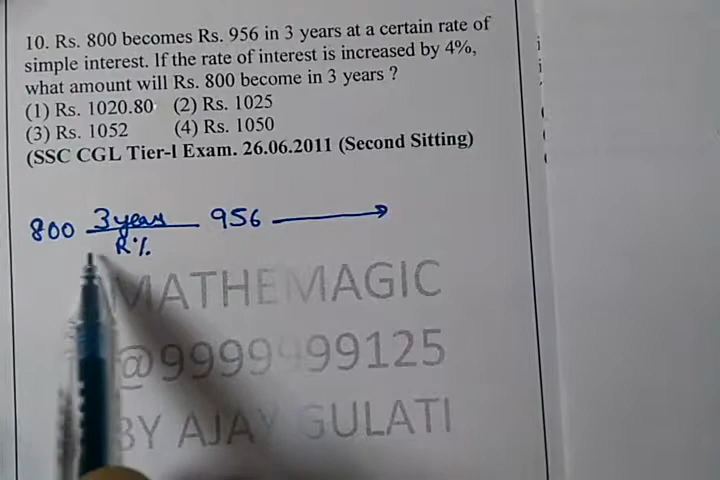 10. Rs. 800 becomes Rs. 956 in 3 years at a certain rate of
simple interest. If the rate of interest is increased by 4%,
what amount will Rs. 800 become in 3 years ?
(1) Rs. 1020.80 (2) Rs. 1025
(3) Rs. 1052 (4) Rs. 1050
(SSC CGL Tier-I Exam. 26.06.2011 (Second Sitting)
800 3 years 956
R%
MATHEMAGIC
@9999999125
BY AJAY GULATI